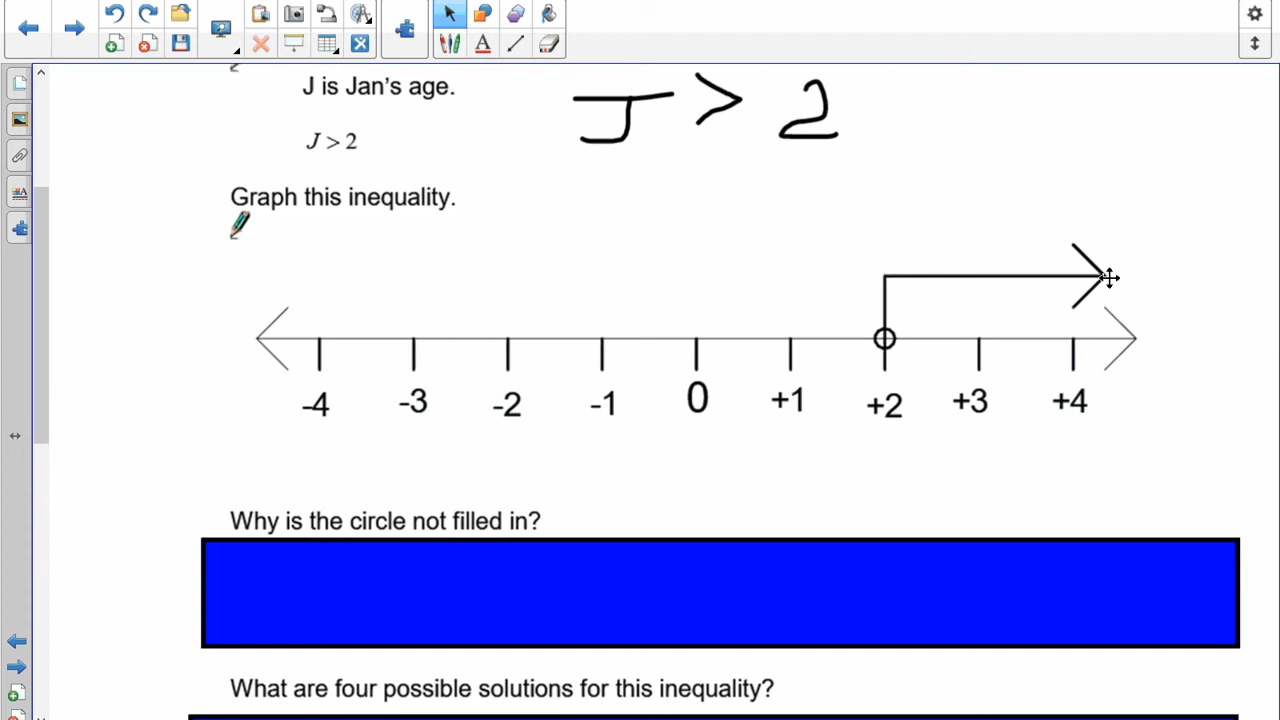 J is Jan's age.
J > 2
J > 2
Graph this inequality.
-4 -3 -2 -1 0 +1 +2 +3 +4
Why is the circle not filled in?
What are four possible solutions for this inequality?